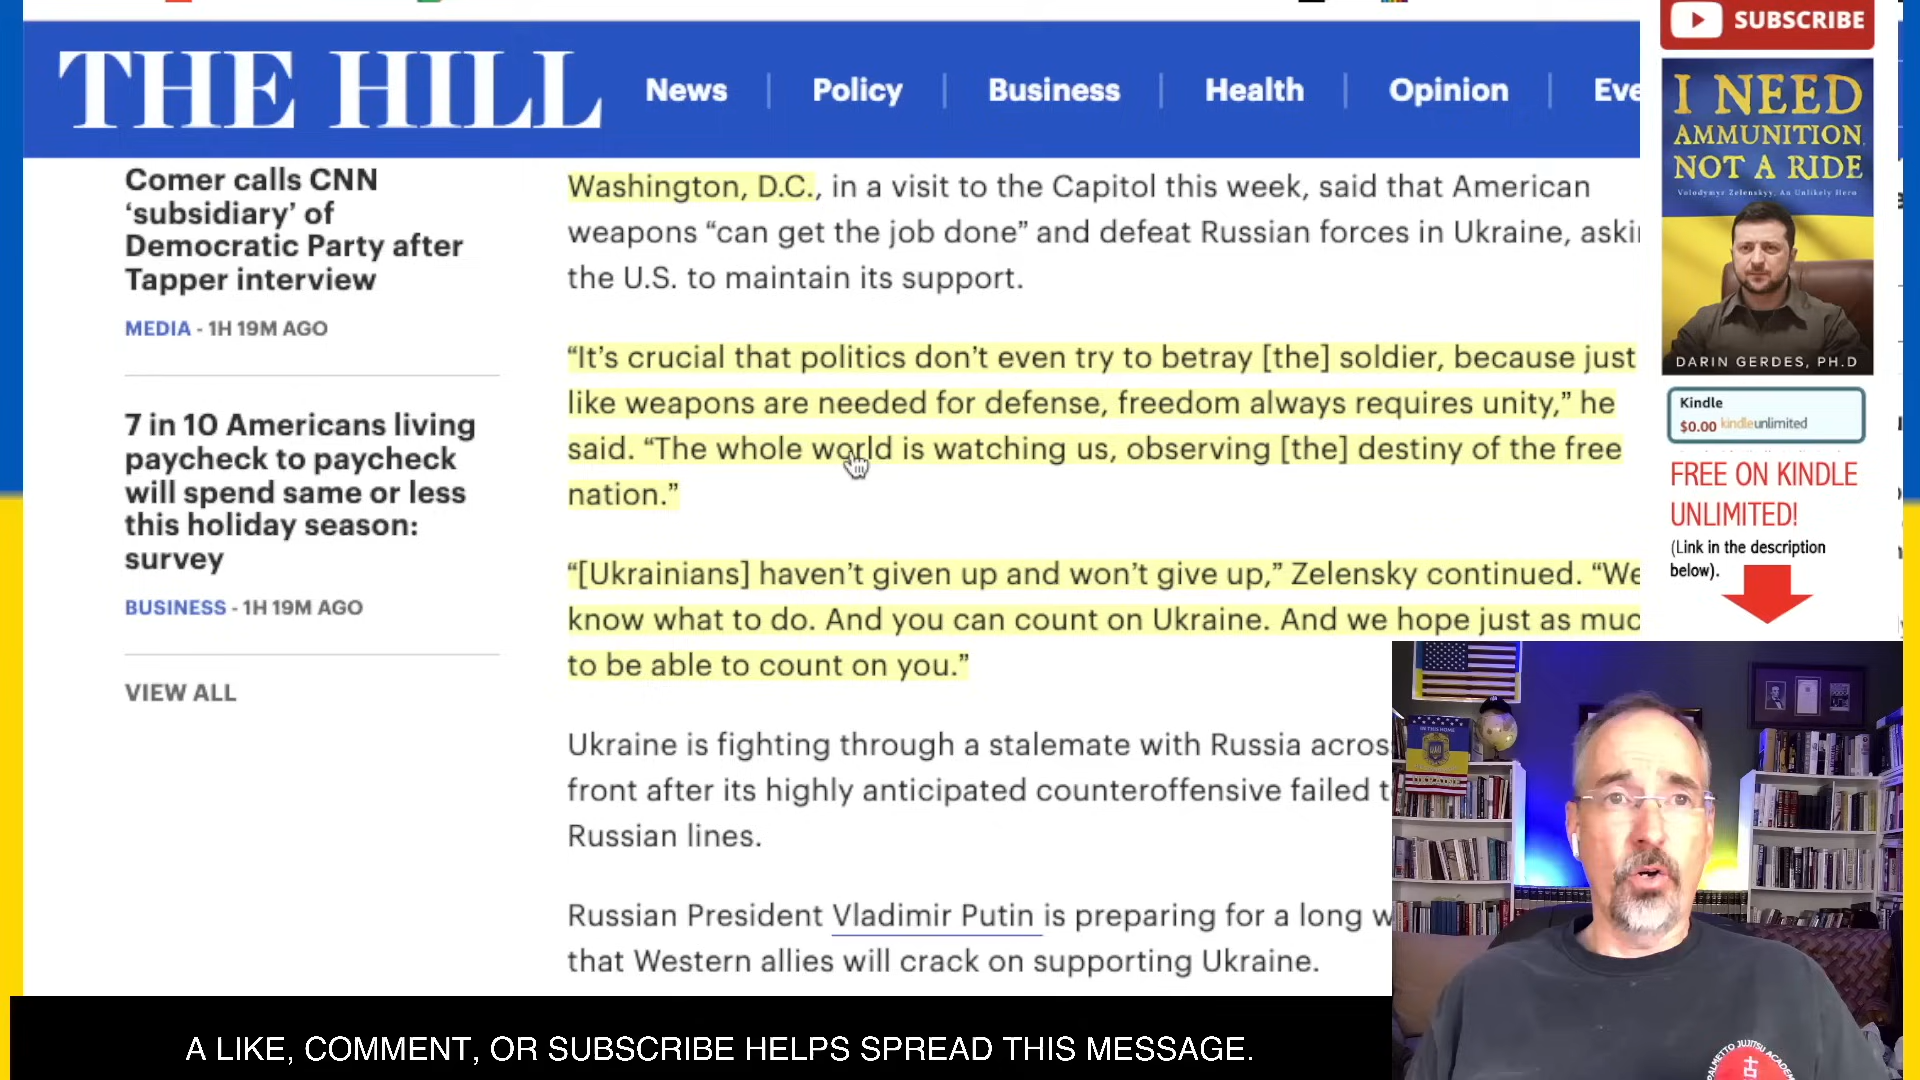 THE HILL
News
Policy
Business
Health
Opinion
Eve
Comer calls CNN
‘subsidiary’ of
Democratic Party after
Tapper interview
MEDIA - 1H 19M AGO
7 in 10 Americans living
paycheck to paycheck
will spend same or less
this holiday season:
survey
BUSINESS - 1H 19M AGO
VIEW ALL
Washington, D.C., in a visit to the Capitol this week, said that American
weapons “can get the job done” and defeat Russian forces in Ukraine, askin
the U.S. to maintain its support.
“It’s crucial that politics don’t even try to betray [the] soldier, because just
like weapons are needed for defense, freedom always requires unity,” he
said. “The whole world is watching us, observing [the] destiny of the free
nation.”
“[Ukrainians] haven’t given up and won’t give up,” Zelensky continued. “We
know what to do. And you can count on Ukraine. And we hope just as muc
to be able to count on you.”
Ukraine is fighting through a stalemate with Russia acros
front after its highly anticipated counteroffensive failed t
Russian lines.
Russian President Vladimir Putin is preparing for a long w
that Western allies will crack on supporting Ukraine.
SUBSCRIBE
I NEED
AMMUNITION,
NOT A RIDE
Volodymyr Zelenskyy, An Unlikely Hero
DARIN GERDES, PH.D
Kindle
$0.00 kindleunlimited
FREE ON KINDLE
UNLIMITED!
(Link in the description
below).
IN THIS HOME
UKRAINE
PALMETTO JUJITSU ACADEM
A LIKE, COMMENT, OR SUBSCRIBE HELPS SPREAD THIS MESSAGE.